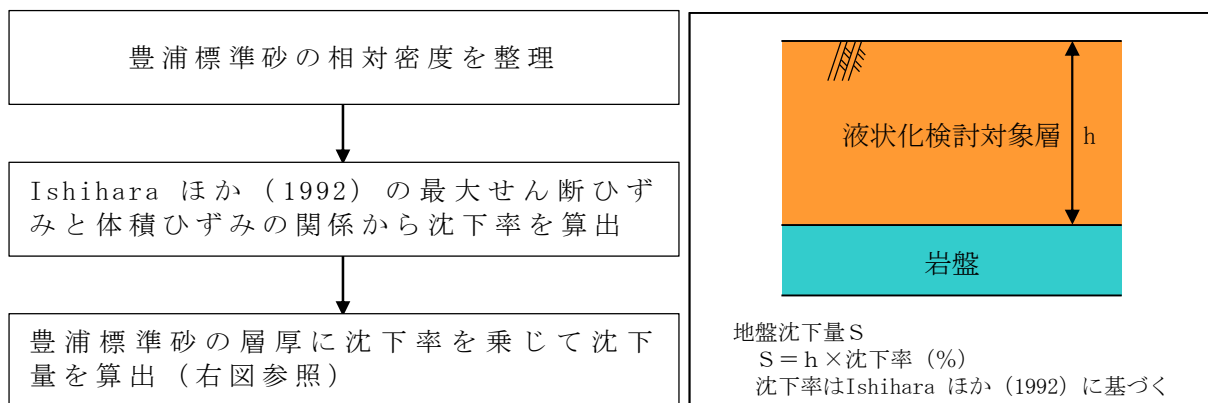 豊浦標準砂の相対密度を整理
Ishihara ほか（1992）の最大せん断ひず
みと体積ひずみの関係から沈下率を算出
豊浦標準砂の層厚に沈下率を乗じて沈下
量を算出（右図参照）
液状化検討対象層
h
岩盤
地盤沈下量Ｓ
Ｓ＝ｈ×沈下率（％）
沈下率はIshihara ほか（1992）に基づく